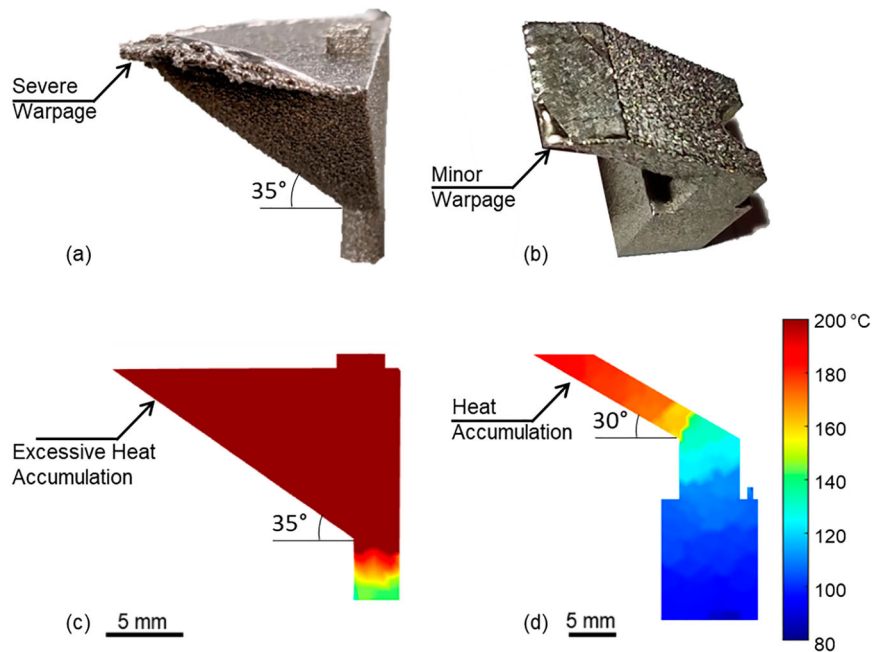 Severe
Warpage
35°
(a)
Minor
Warpage
(b)
Excessive Heat
Accumulation
35°
(c)
5 mm
Heat
Accumulation
30°
(d)
5 mm
200 °C
180
160
140
120
100
80